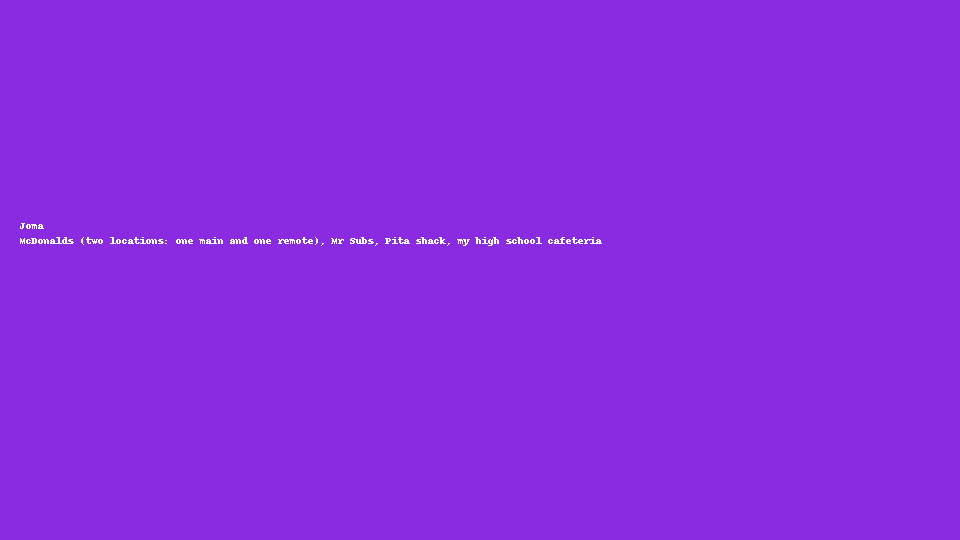 Joma
McDonalds (two locations: one main and one remote), Mr Subs, Pita shack, my high school cafeteria